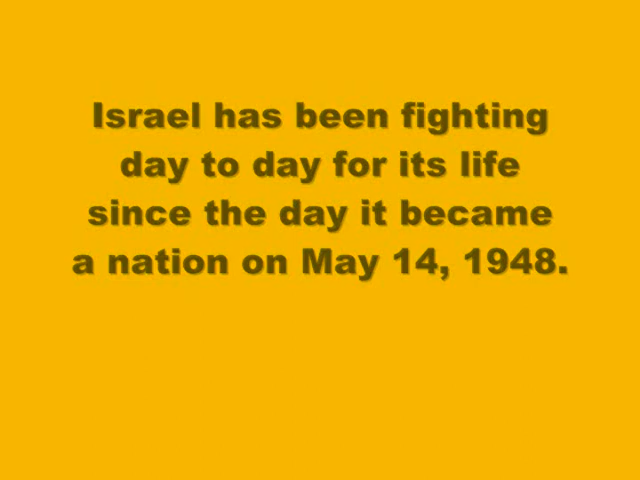 Israel has been fighting
day to day for its life
since the day it became
a nation on May 14, 1948.